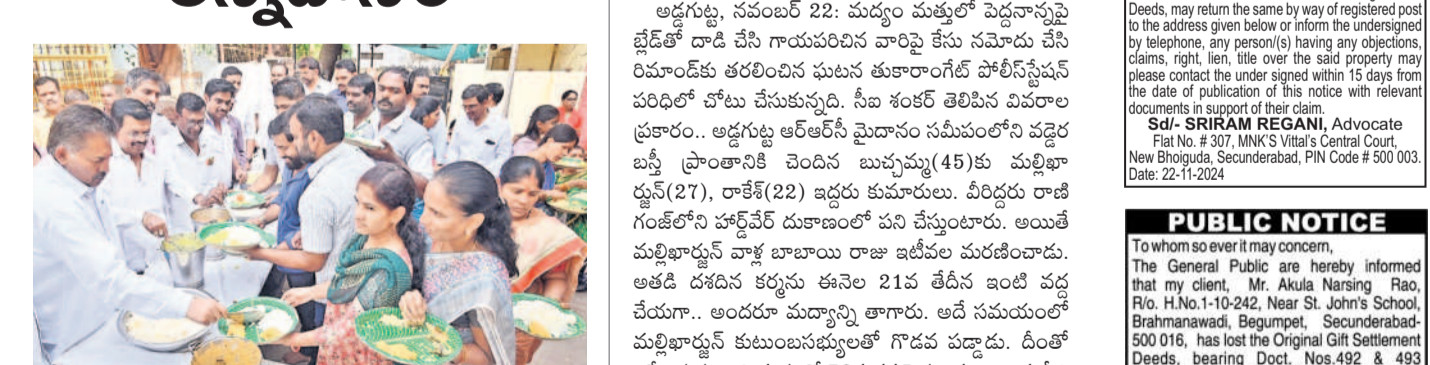 అడ్డగుట్ట, నవంబర్ 22: మద్యం మత్తులో పెద్దనాన్నపై
బ్లేడ్‌తో దాడి చేసి గాయపరిచిన వారిపై కేసు నమోదు చేసి
రిమాండ్‌కు తరలించిన ఘటన తుకారాంగేట్ పోలీస్‌స్టేషన్
పరిధిలో చోటు చేసుకున్నది. సీఐ శంకర్ తెలిపిన వివరాల
ప్రకారం.. అడ్డగుట్ట ఆర్ఆర్‌సీ మైదానం సమీపంలోని వడ్డెర
బస్తీ ప్రాంతానికి చెందిన బుచ్చమ్మ(45)కు మల్లిఖా
ర్జున్(27), రాకేశ్(22) ఇద్దరు కుమారులు. వీరిద్దరు రాణి
గంజ్‌లోని హార్డ్‌వేర్ దుకాణంలో పని చేస్తుంటారు. అయితే
మల్లిఖార్జున్ వాళ్ల బాబాయి రాజు ఇటీవల మరణించాడు.
అతడి దశదిన కర్మను ఈనెల 21వ తేదీన ఇంటి వద్ద
చేయగా.. అందరూ మద్యాన్ని తాగారు. అదే సమయంలో
మల్లిఖార్జున్ కుటుంబసభ్యులతో గొడవ పడ్డాడు. దీంతో
Deeds, may return the same by way of registered post
to the address given below or inform the undersigned
by telephone, any person/(s) having any objections,
claims, right, lien, title over the said property may
please contact the under signed within 15 days from
the date of publication of this notice with relevant
documents in support of their claim.
Sd/- SRIRAM REGANI, Advocate
Flat No. # 307, MNK'S Vittal's Central Court,
New Bhoiguda, Secunderabad, PIN Code # 500 003.
Date: 22-11-2024
PUBLIC NOTICE
To whom so ever it may concern,
The General Public are hereby informed
that my client, Mr. Akula Narsing Rao,
R/o. H.No.1-10-242, Near St. John's School,
Brahmanawadi, Begumpet, Secunderabad-
500 016, has lost the Original Gift Settlement
Deeds, bearing Doct. Nos.492 & 493